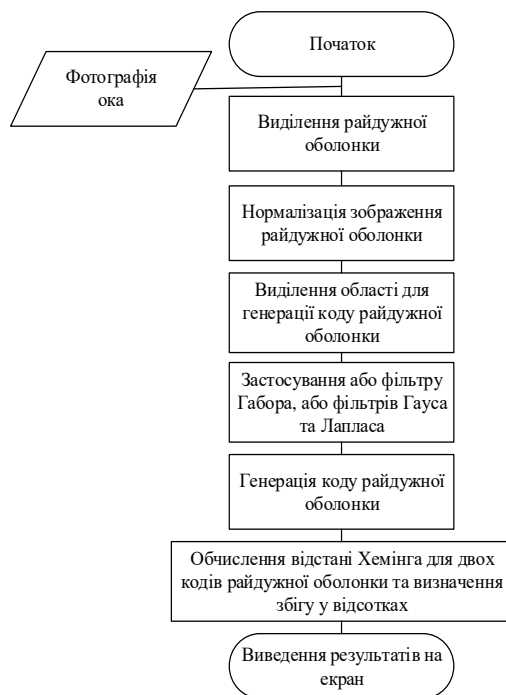 Початок
Фотографія
ока
Виділення райдужної
оболонки
Нормалізація зображення
райдужної оболонки
Виділення області для
генерації коду райдужної
оболонки
Застосування або фільтру
Габора, або фільтрів Гауса
та Лапласа
Генерація коду райдужної
оболонки
Обчислення відстані Хемінга для двох
кодів райдужної оболонки та визначення
збігу у відсотках
Виведення результатів на
екран